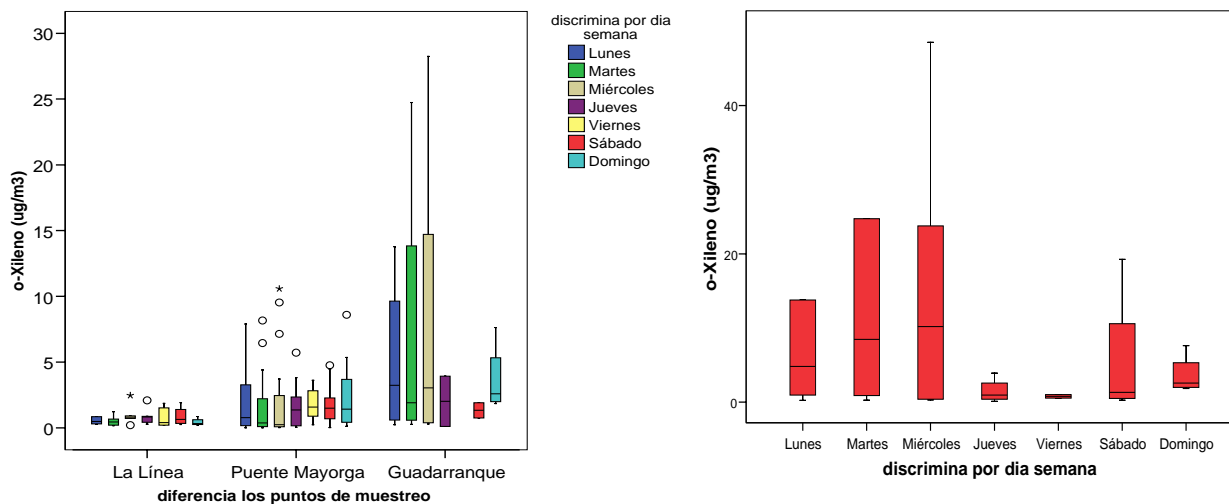 o-Xileno (ug/m3)
30
25
20
15
10
5
0
La Línea
Puente Mayorga
Guadarranque
diferencia los puntos de muestreo
discrimina por dia
semana
Lunes
Martes
Miércoles
Jueves
Viernes
Sábado
Domingo
o-Xileno (ug/m3)
40
20
0
Lunes
Martes
Miércoles
Jueves
Viernes
Sábado
Domingo
discrimina por dia semana